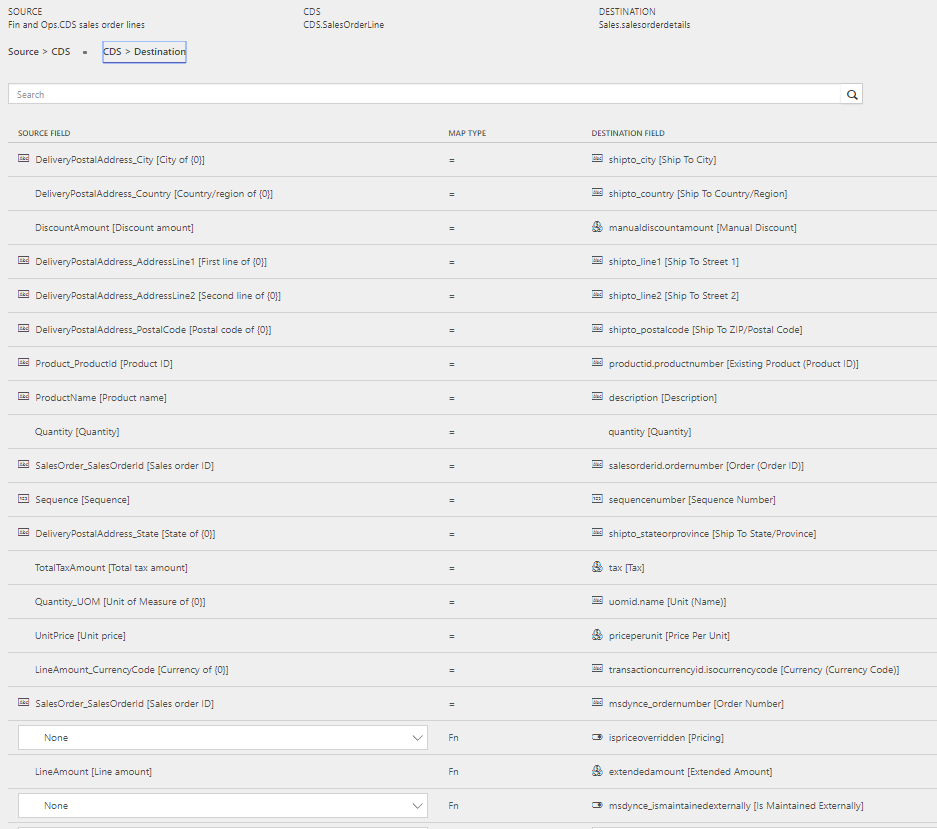 SOURCE CDS DESTINATION
Fin and Ops.CDS sales order lines CDS.SalesOrderLine Sales.salesorderdetails
Source > CDS = CDS > Destination
Search
SOURCE FIELD MAP TYPE DESTINATION FIELD
DeliveryPostalAddress_City [City of {0}] = shipto_city [Ship To City]
DeliveryPostalAddress_Country [Country/region of {0}] = shipto_country [Ship To Country/Region]
DiscountAmount [Discount amount] = manualdiscountamount [Manual Discount]
DeliveryPostalAddress_AddressLine1 [First line of {0}] = shipto_line1 [Ship To Street 1]
DeliveryPostalAddress_AddressLine2 [Second line of {0}] = shipto_line2 [Ship To Street 2]
DeliveryPostalAddress_PostalCode [Postal code of {0}] = shipto_postalcode [Ship To ZIP/Postal Code]
Product_ProductId [Product ID] = productid.productnumber [Existing Product (Product ID)]
ProductName [Product name] = description [Description]
Quantity [Quantity] = quantity [Quantity]
SalesOrder_SalesOrderId [Sales order ID] = salesorderid.ordernumber [Order (Order ID)]
Sequence [Sequence] = sequencenumber [Sequence Number]
DeliveryPostalAddress_State [State of {0}] = shipto_stateorprovince [Ship To State/Province]
TotalTaxAmount [Total tax amount] = tax [Tax]
Quantity_UOM [Unit of Measure of {0}] = uomid.name [Unit (Name)]
UnitPrice [Unit price] = priceperunit [Price Per Unit]
LineAmount_CurrencyCode [Currency of {0}] = transactioncurrencyid.isocurrencycode [Currency (Currency Code)]
SalesOrder_SalesOrderId [Sales order ID] = msdynce_ordernumber [Order Number]
None Fn ispriceoverridden [Pricing]
LineAmount [Line amount] Fn extendedamount [Extended Amount]
None Fn msdynce_ismaintainedexternally [Is Maintained Externally]